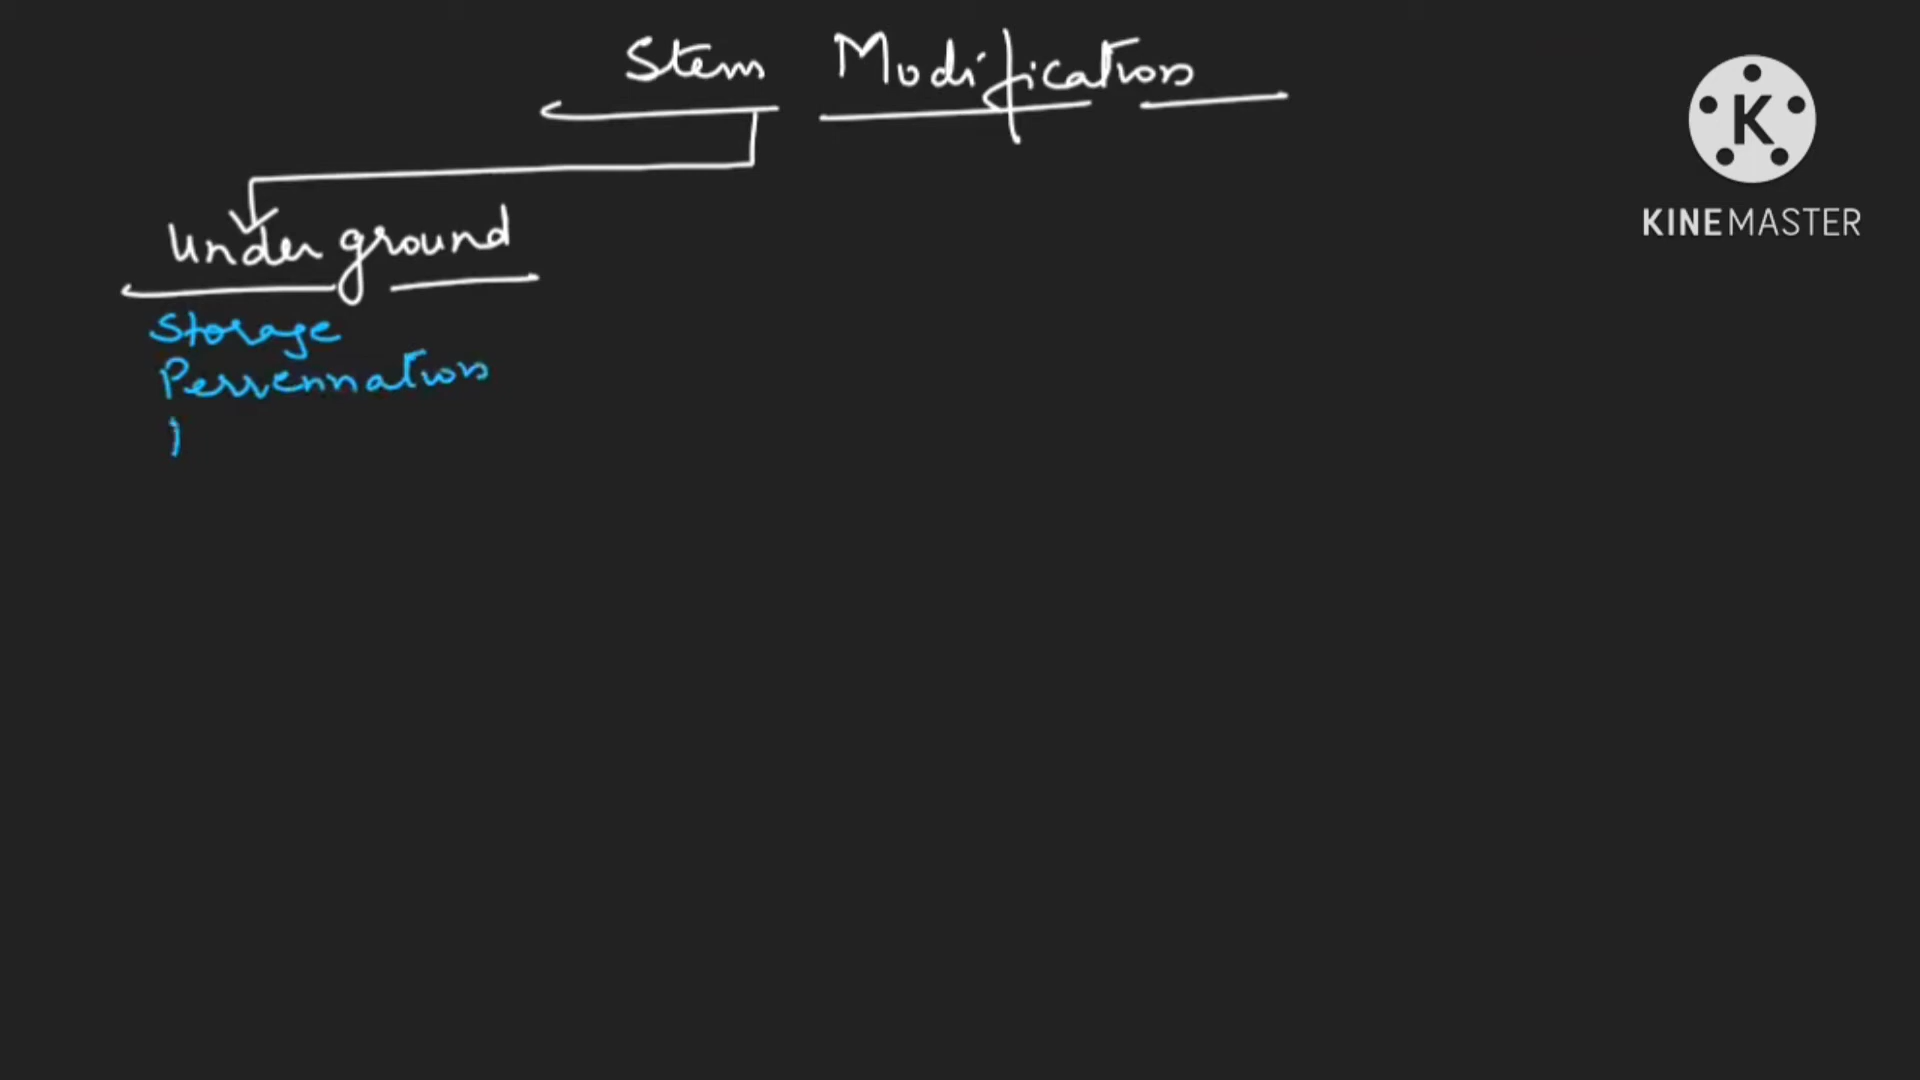 Stem Modification
Underground
Storage
Perrennation
K
KINEMASTER